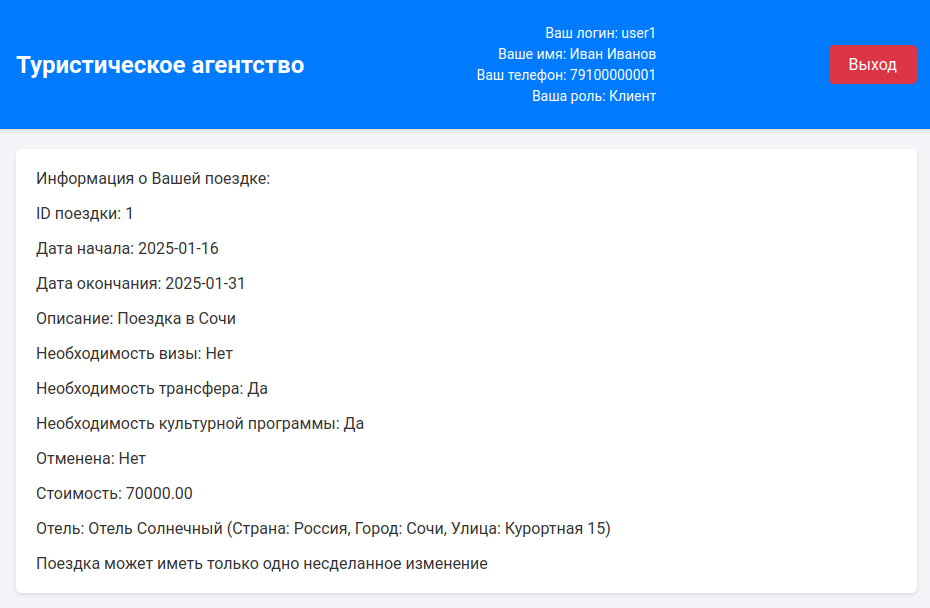 Туристическое агентство
Ваш логин: user1
Ваше имя: Иван Иванов
Ваш телефон: 79100000001
Ваша роль: Клиент
Выход
Информация о Вашей поездке:
ID поездки: 1
Дата начала: 2025-01-16
Дата окончания: 2025-01-31
Описание: Поездка в Сочи
Необходимость визы: Нет
Необходимость трансфера: Да
Необходимость культурной программы: Да
Отменена: Нет
Стоимость: 70000.00
Отель: Отель Солнечный (Страна: Россия, Город: Сочи, Улица: Курортная 15)
Поездка может иметь только одно несделанное изменение